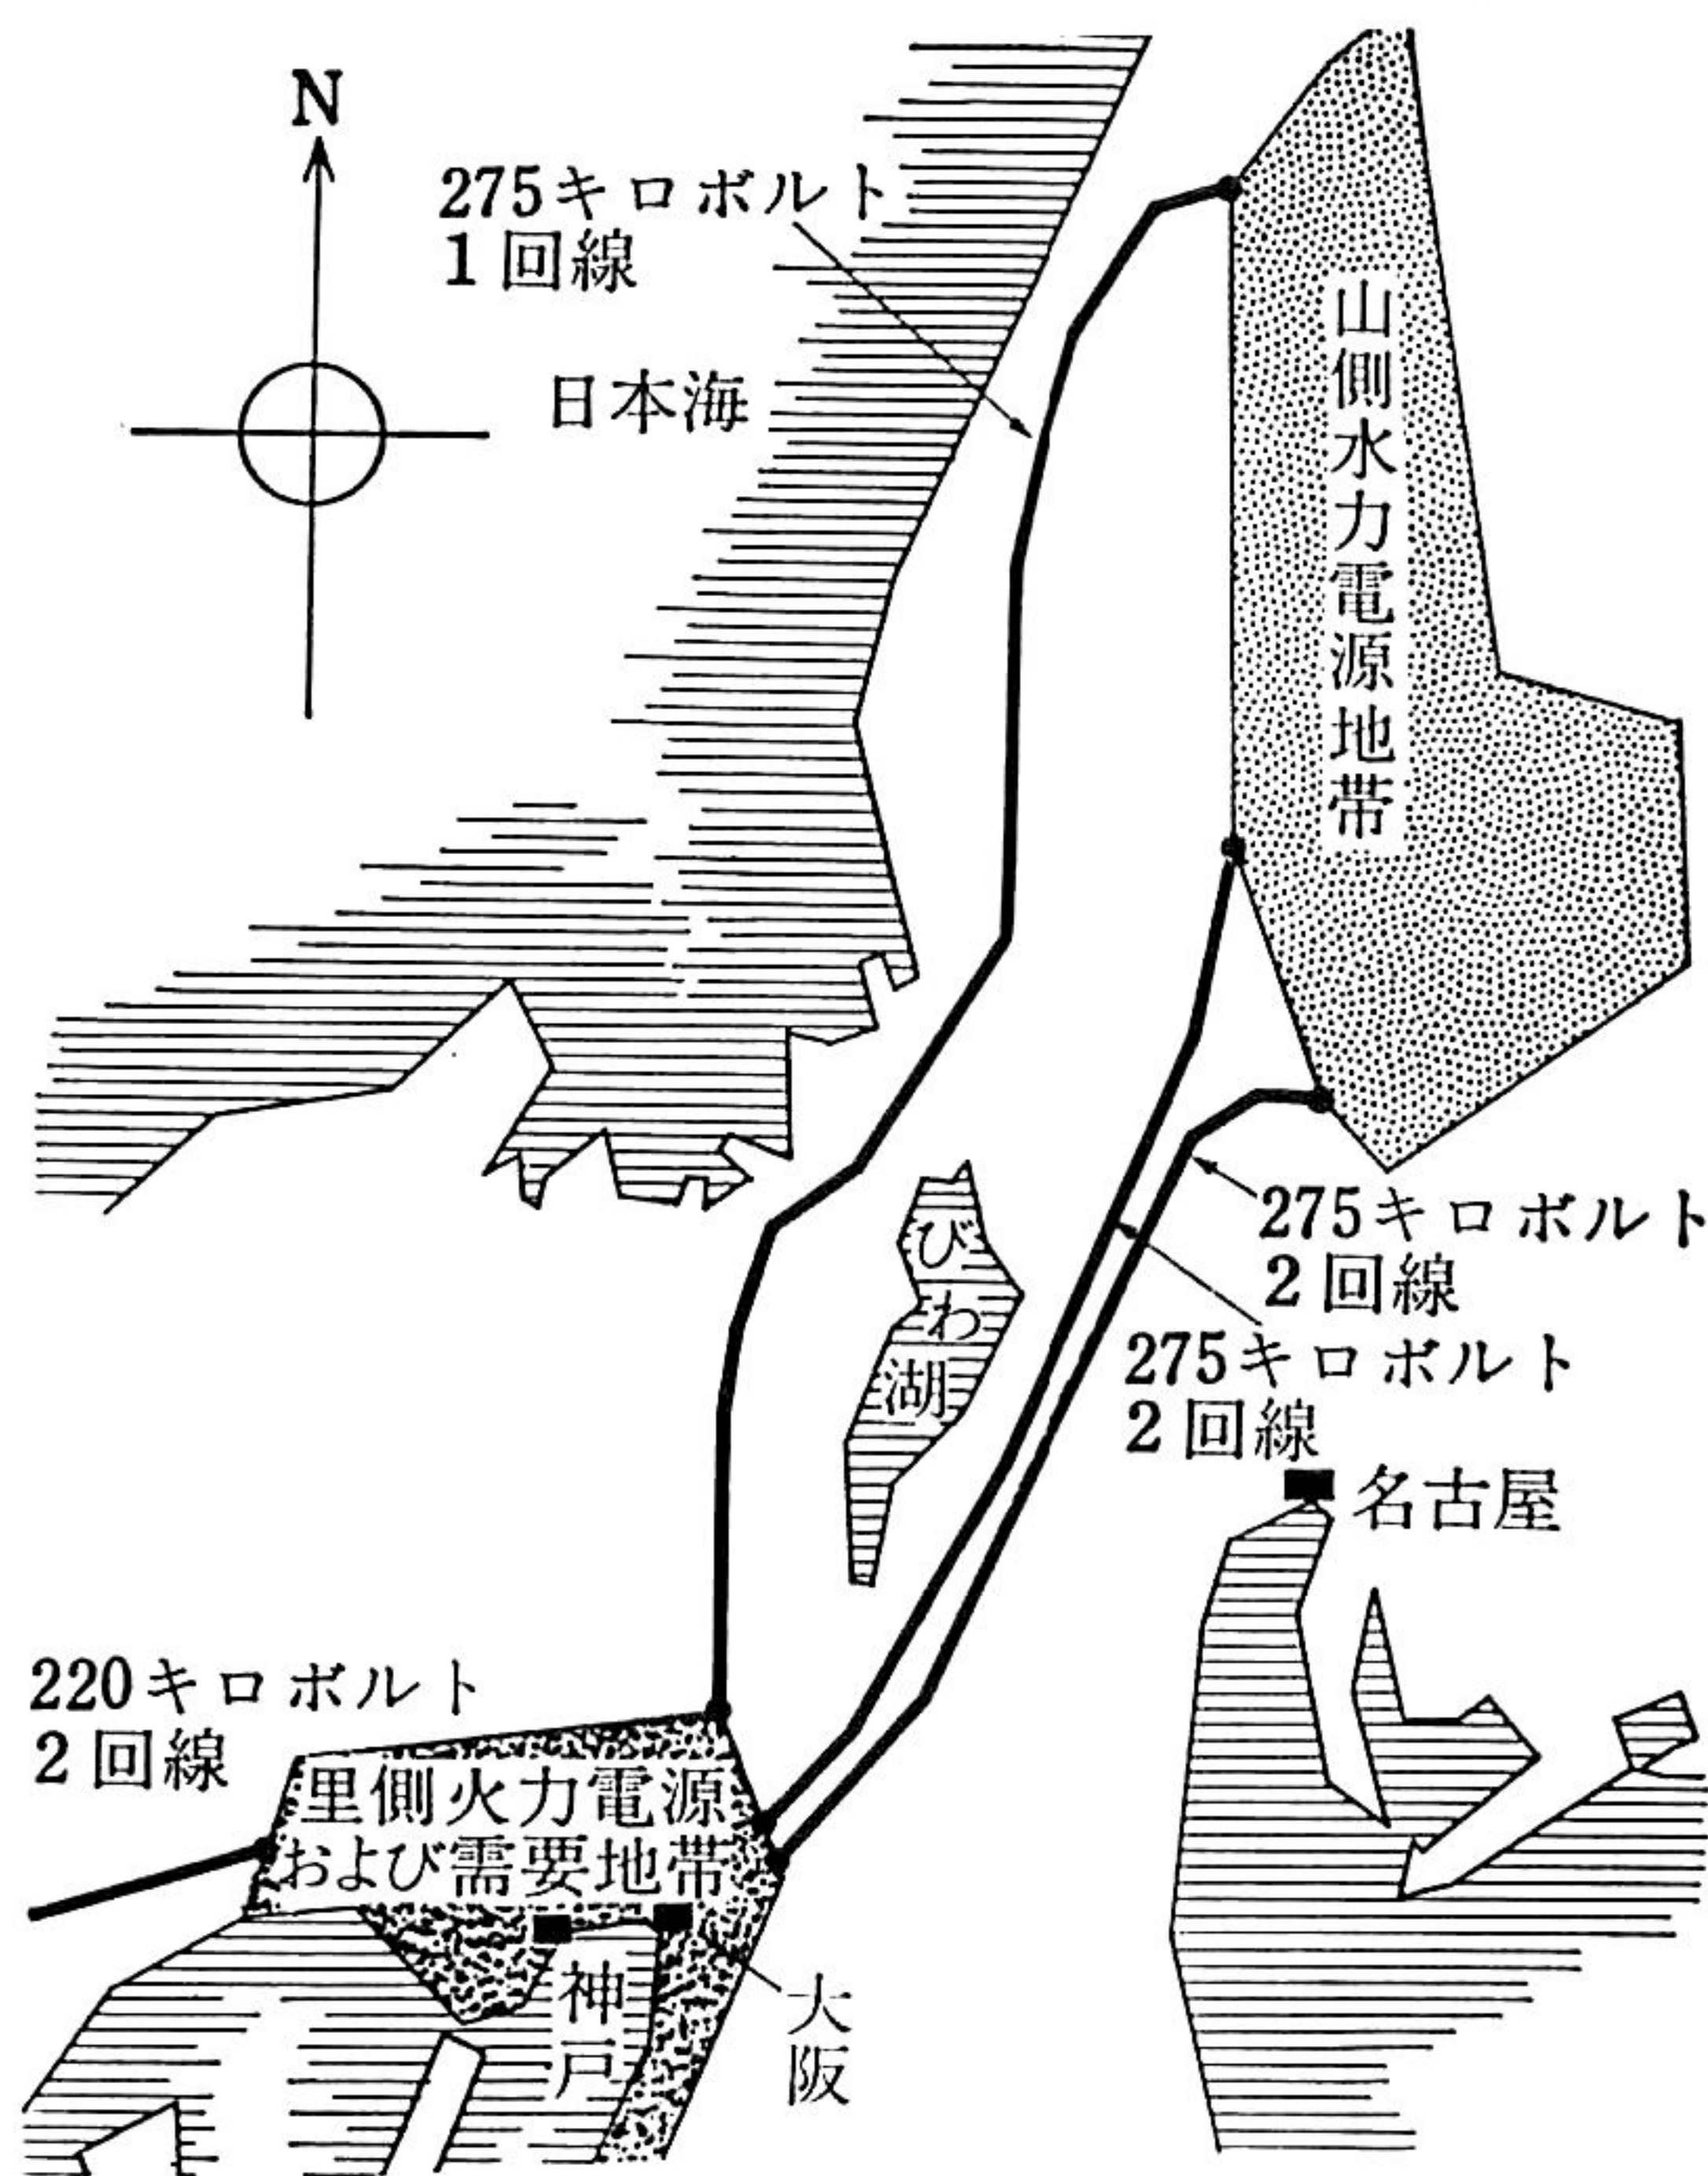 N
275キロボルト
1回線
日本海
山側水力電源地帯
びわ湖
275キロボルト
2回線
275キロボルト
2回線
名古屋
220キロボルト
2回線
里側火力電源
および需要地帯
神戸
大阪